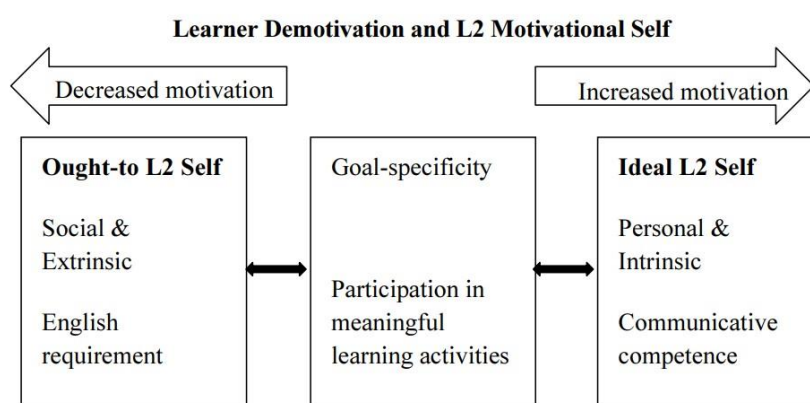 Learner Demotivation and L2 Motivational Self
Decreased motivation
Increased motivation
Ought-to L2 Self
Social &
Extrinsic
English
requirement
Goal-specificity
Participation in
meaningful
learning activities
Ideal L2 Self
Personal &
Intrinsic
Communicative
competence